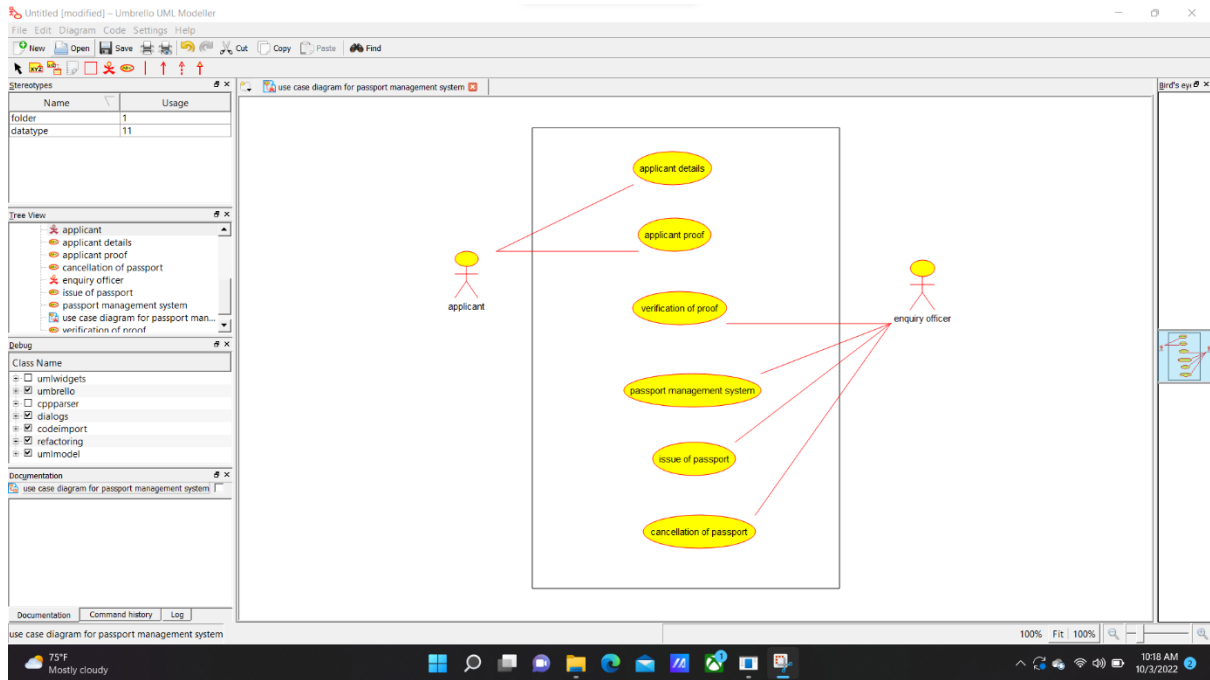 Untitled [modified] – Umbrello UML Modeller
File Edit Diagram Code Settings Help
New Open Save Cut Copy Paste Find
Stereotypes
Name Usage
folder 1
datatype 11
Tree View
applicant
applicant details
applicant proof
cancellation of passport
enquiry officer
issue of passport
passport management system
use case diagram for passport man...
verification of proof
Debug
Class Name
umlwidgets
umbrello
cppparser
dialogs
codeimport
refactoring
umlmodel
Documentation
use case diagram for passport management system
Documentation Command history Log
use case diagram for passport management system
use case diagram for passport management system
applicant details
applicant proof
applicant
verification of proof
enquiry officer
passport management system
issue of passport
cancellation of passport
Bird's eye
100% Fit 100%
75°F
Mostly cloudy
10:18 AM
10/3/2022
2